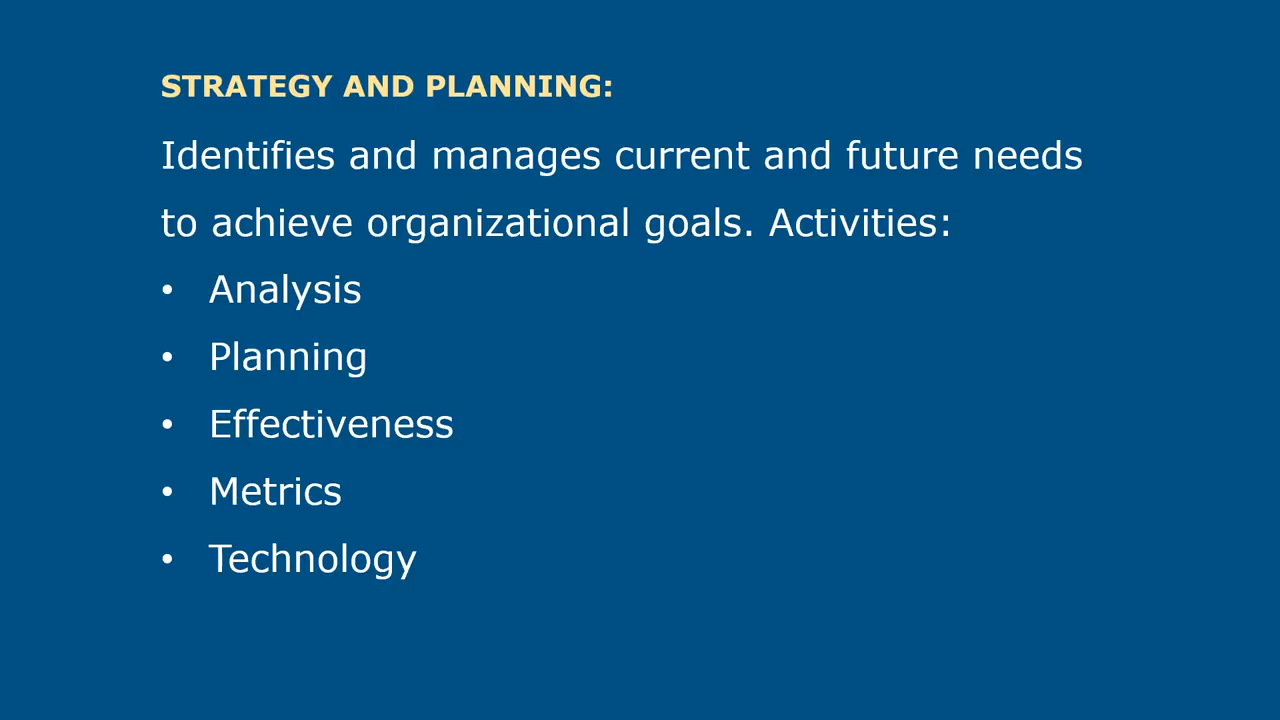 STRATEGY AND PLANNING:
Identifies and manages current and future needs
to achieve organizational goals. Activities:
• Analysis
• Planning
• Effectiveness
• Metrics
• Technology